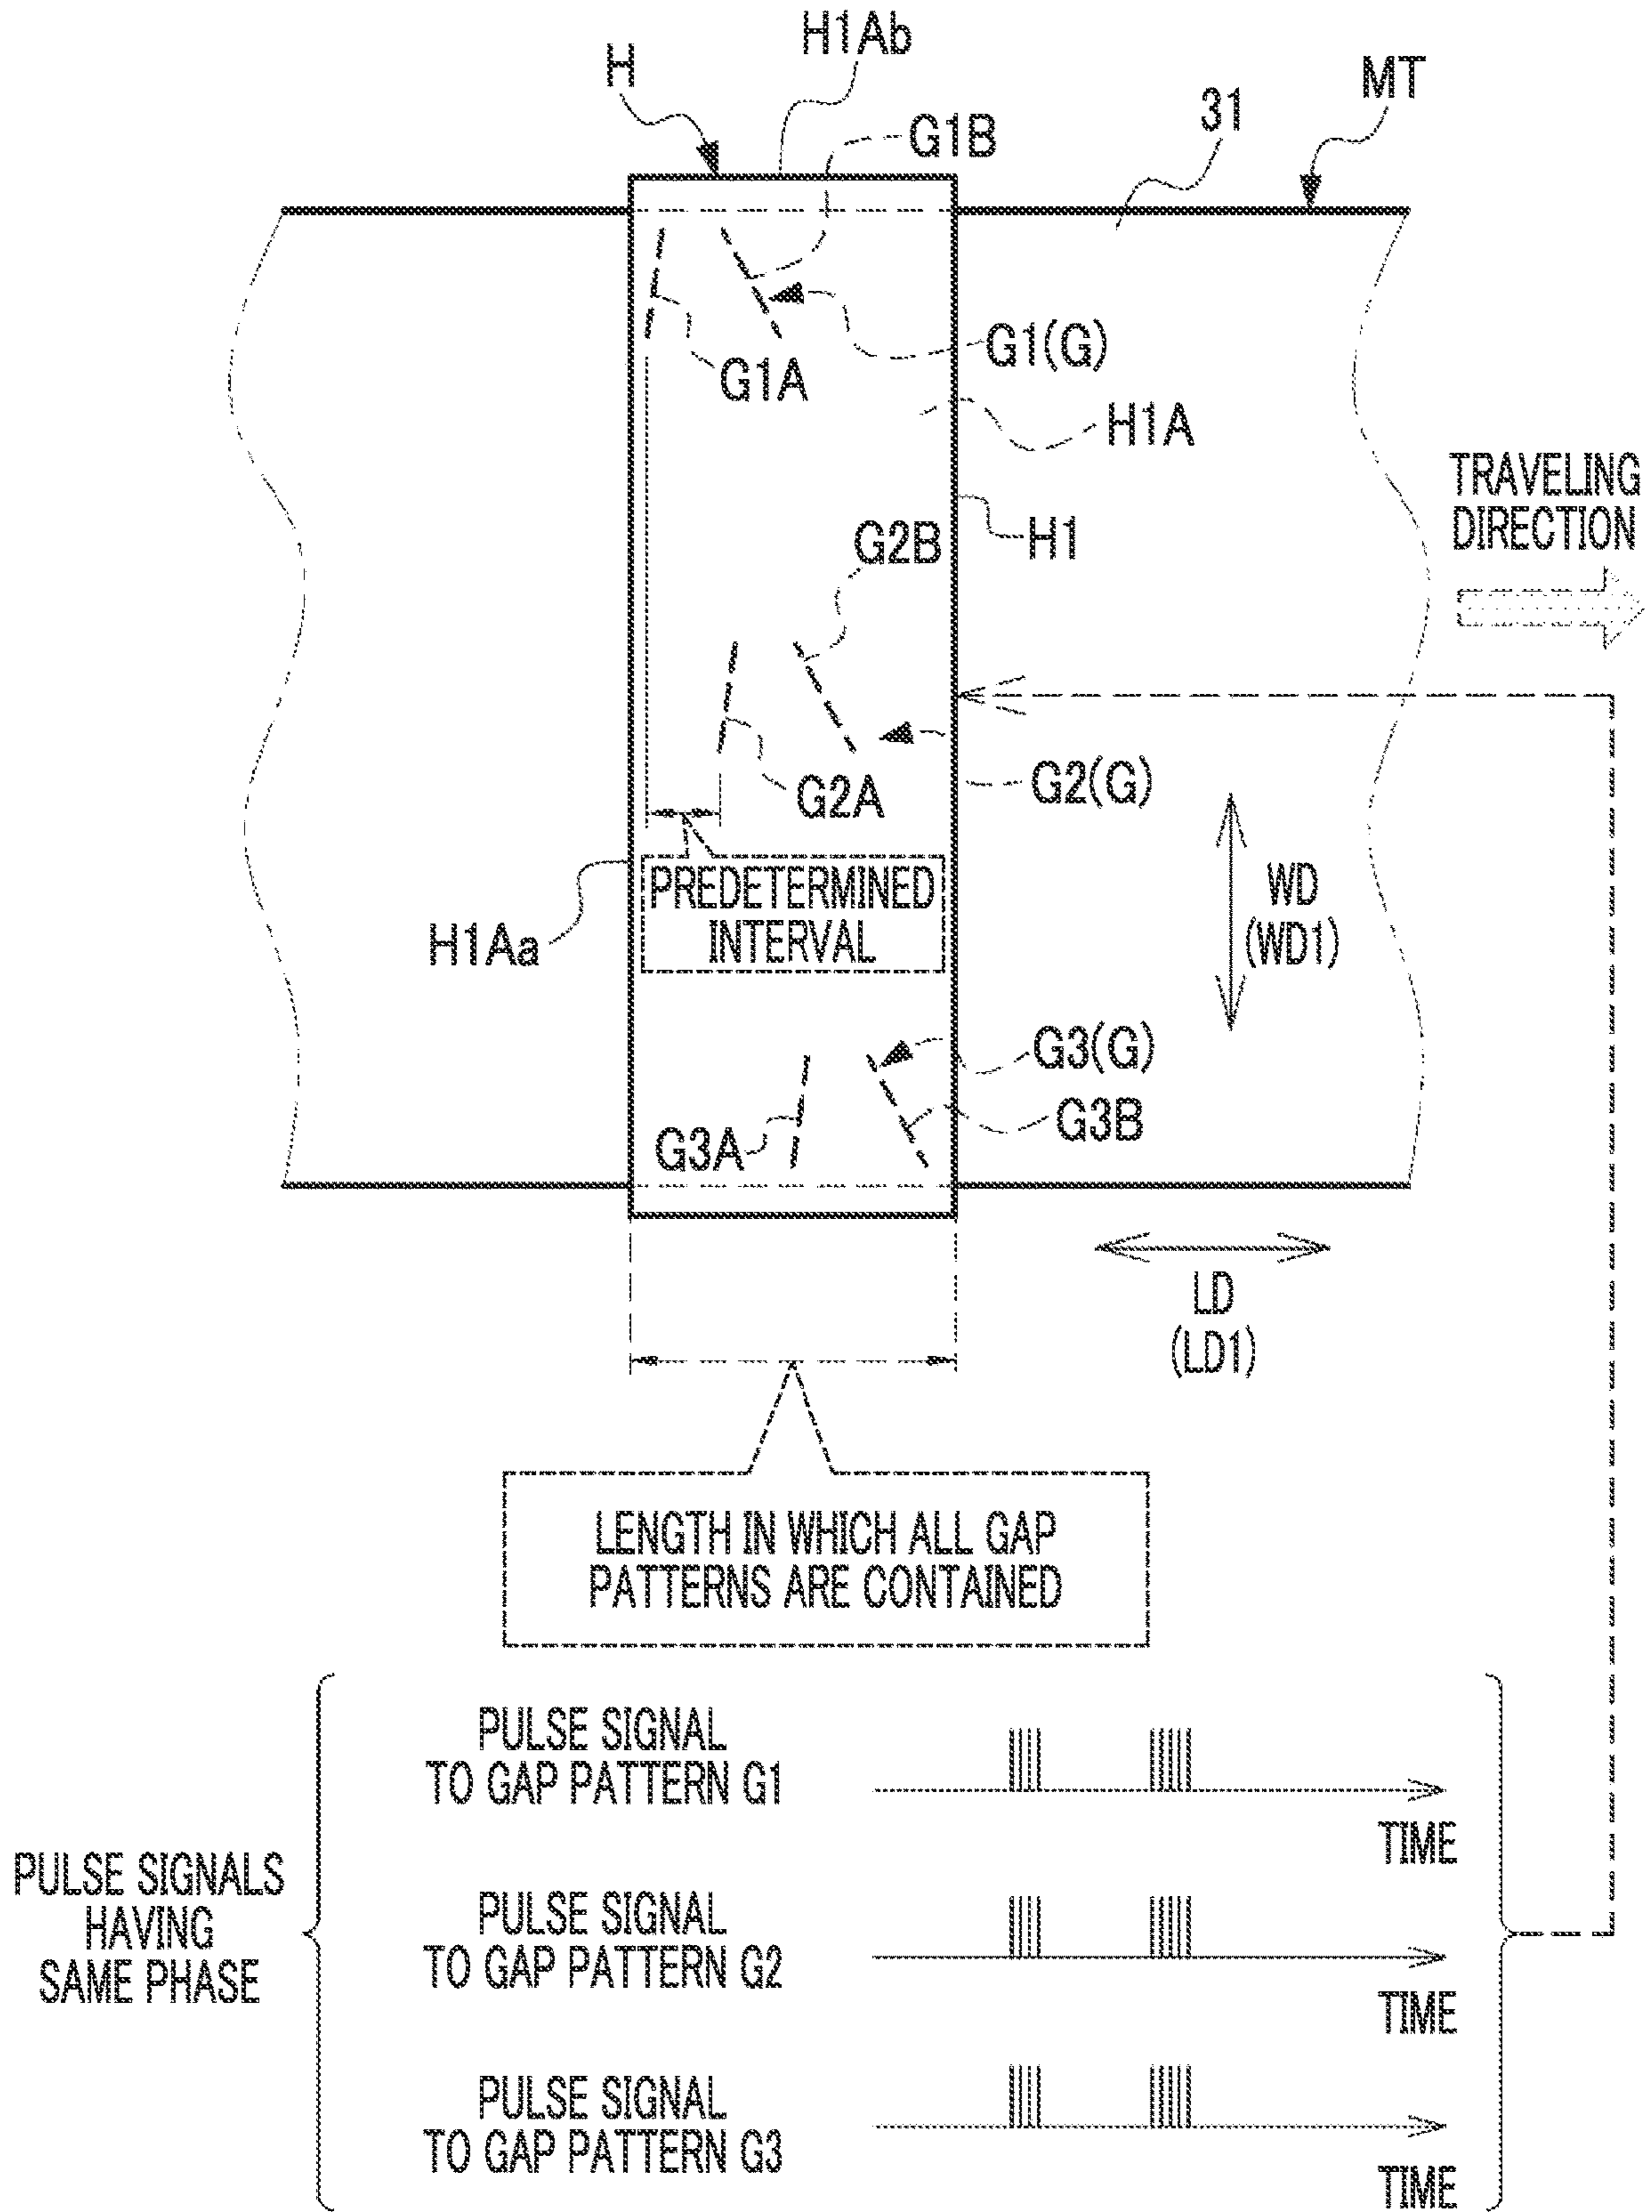 H1Ab
H
MT
31
G1B
G1(G)
G1A
H1A
TRAVELING
DIRECTION
G2B
H1
G2A
G2(G)
PREDETERMINED
INTERVAL
WD
(WD1)
H1Aa
G3(G)
G3B
G3A
LD
(LD1)
LENGTH IN WHICH ALL GAP
PATTERNS ARE CONTAINED
PULSE SIGNAL
TO GAP PATTERN G1
TIME
PULSE SIGNALS
HAVING
SAME PHASE
PULSE SIGNAL
TO GAP PATTERN G2
TIME
PULSE SIGNAL
TO GAP PATTERN G3
TIME